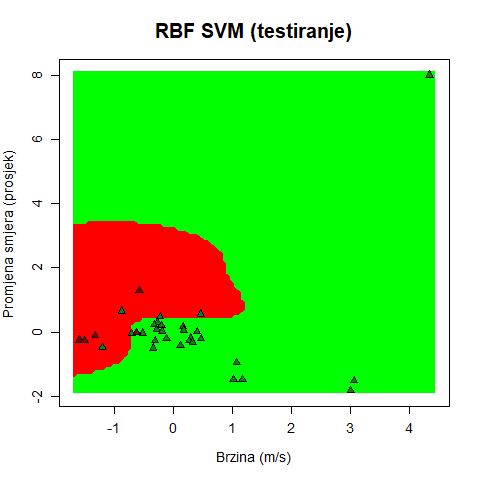 RBF SVM (testiranje)
Promjena smjera (prosjek)
8
6
4
2
0
-2
-1 0 1 2 3 4
Brzina (m/s)